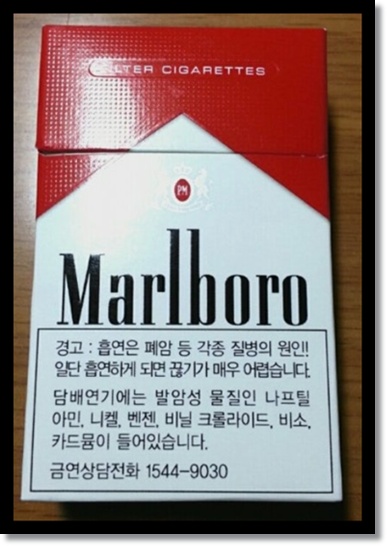 FILTER CIGARETTES
PM
Marlboro
경고 : 흡연은 폐암 등 각종 질병의 원인!
일단 흡연하게 되면 끊기가 매우 어렵습니다.
담배연기에는 발암성 물질인 나프틸
아민, 니켈, 벤젠, 비닐 크롤라이드, 비소,
카드뮴이 들어있습니다.
금연상담전화 1544-9030